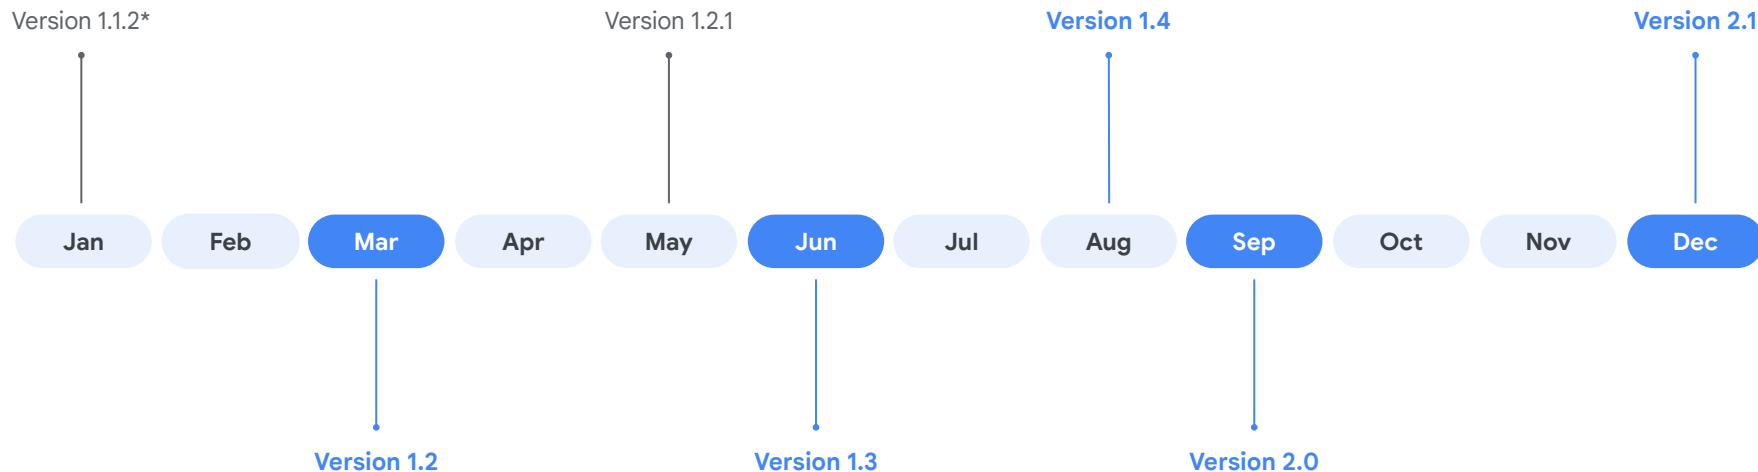 Version 1.1.2*
Version 1.2.1
Version 1.4
Version 2.1
Jan
Feb
Mar
Apr
May
Jun
Jul
Aug
Sep
Oct
Nov
Dec
Version 1.2
Version 1.3
Version 2.0